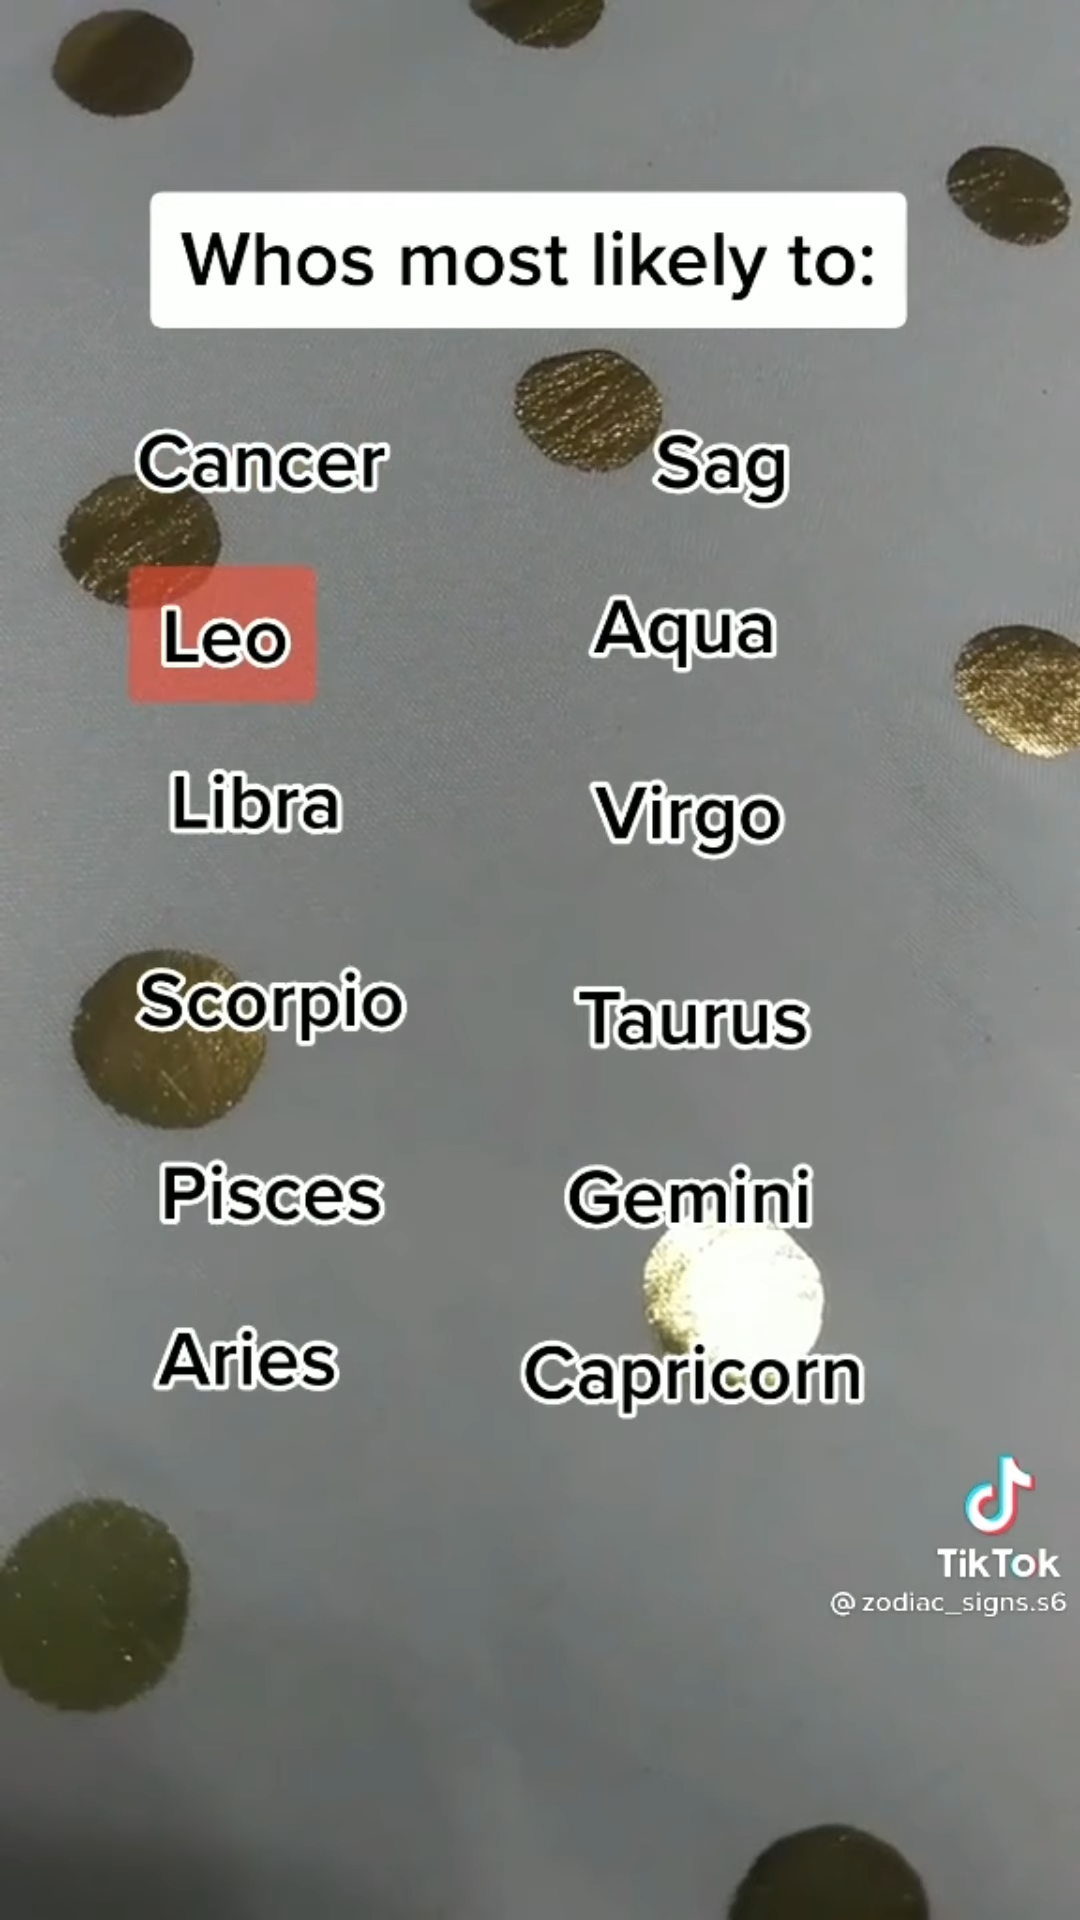 Whos most likely to:
Cancer
Sag
Leo
Aqua
Libra
Virgo
Scorpio
Taurus
Pisces
Gemini
Aries
Capricorn
TikTok
@zodiac_signs.s6